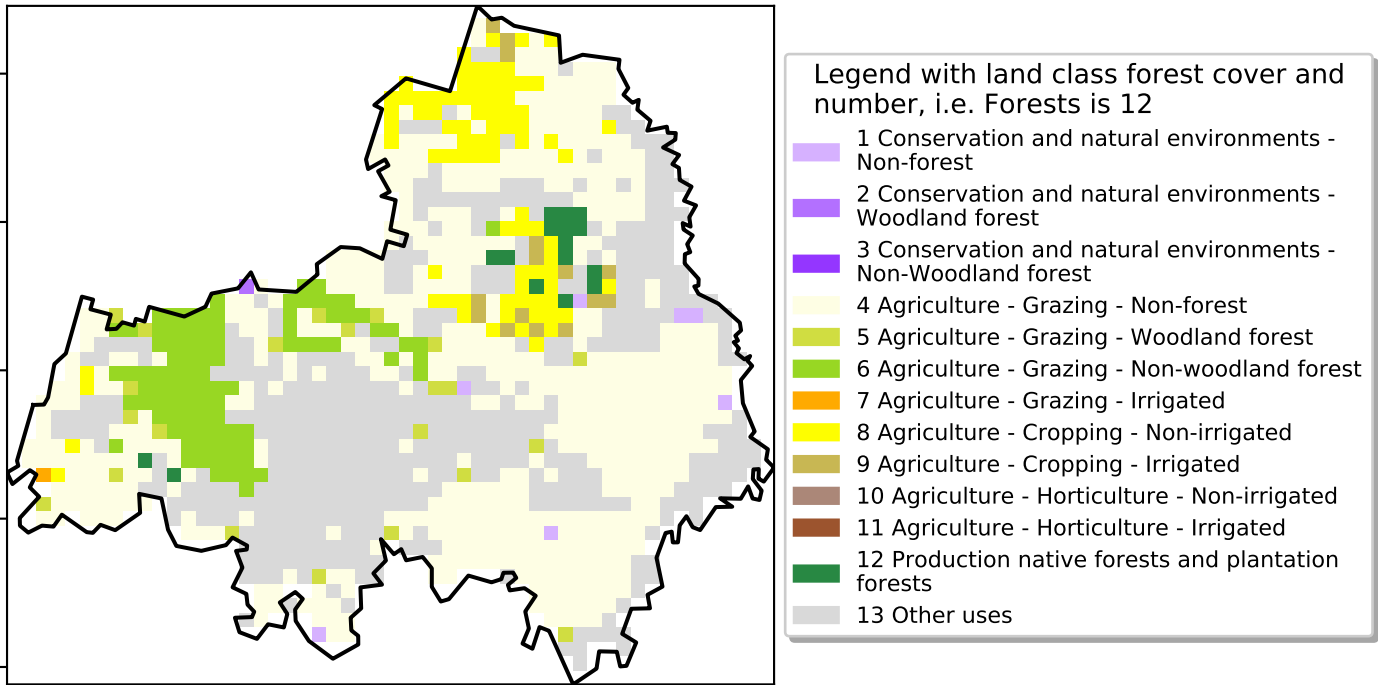 Legend with land class forest cover and
number, i.e. Forests is 12
1 Conservation and natural environments -
Non-forest
2 Conservation and natural environments -
Woodland forest
3 Conservation and natural environments -
Non-Woodland forest
4 Agriculture - Grazing - Non-forest
5 Agriculture - Grazing - Woodland forest
6 Agriculture - Grazing - Non-woodland forest
7 Agriculture - Grazing - Irrigated
8 Agriculture - Cropping - Non-irrigated
9 Agriculture - Cropping - Irrigated
10 Agriculture - Horticulture - Non-irrigated
11 Agriculture - Horticulture - Irrigated
12 Production native forests and plantation
forests
13 Other uses